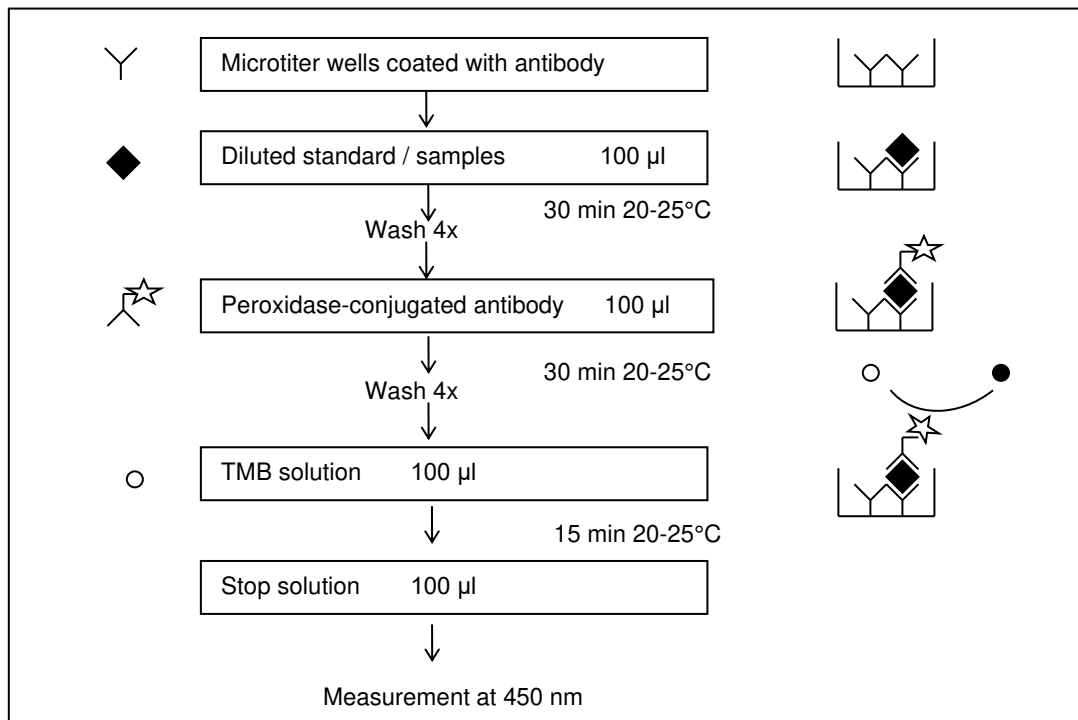 Microtiter wells coated with antibody
Diluted standard / samples 100 µl
30 min 20-25°C
Wash 4x
Peroxidase-conjugated antibody 100 µl
30 min 20-25°C
Wash 4x
TMB solution 100 µl
15 min 20-25°C
Stop solution 100 µl
Measurement at 450 nm